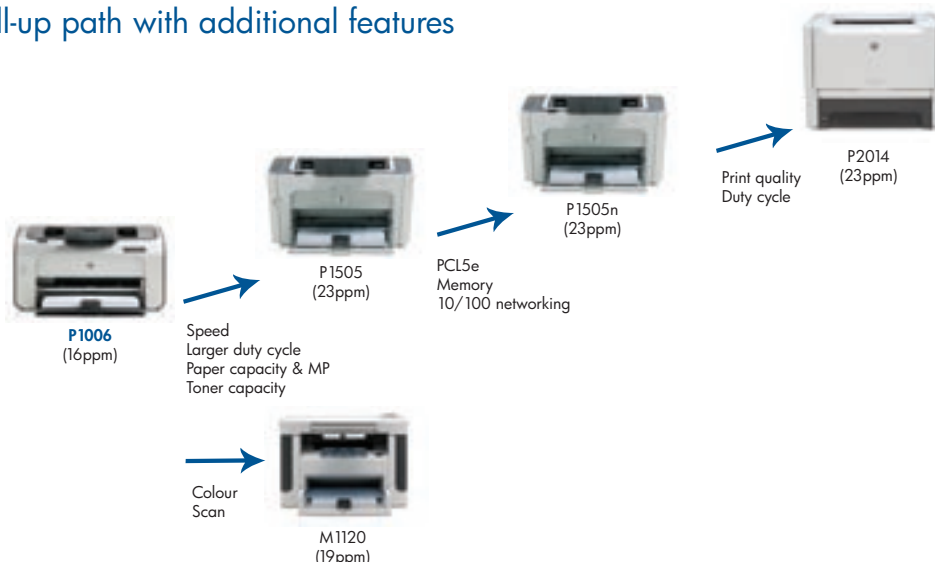 ll-up path with additional features
P2014
(23ppm)
Print quality
Duty cycle
P1505n
(23ppm)
PCL5e
Memory
10/100 networking
P1505
(23ppm)
P1006
(16ppm)
Speed
Larger duty cycle
Paper capacity & MP
Toner capacity
Colour
Scan
M1120
(19ppm)